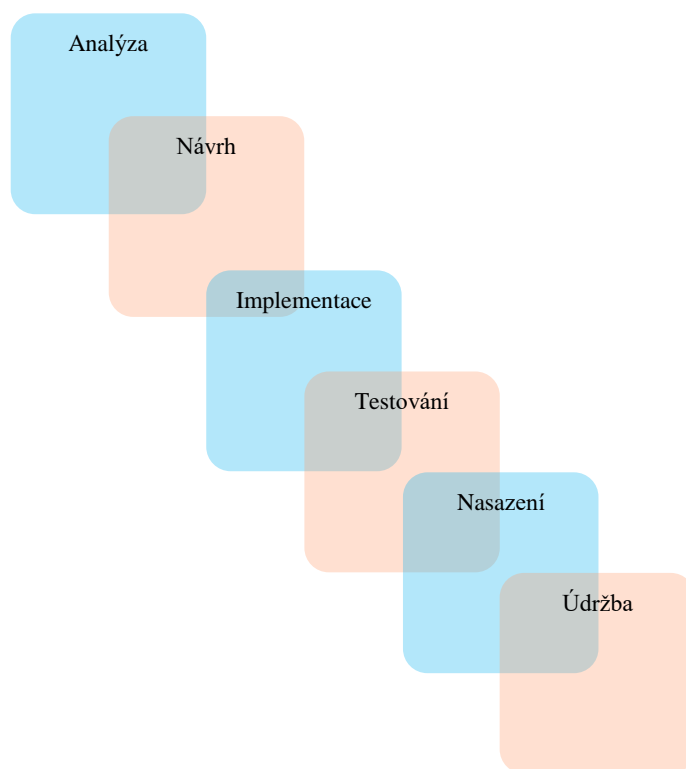 Analýza
Návrh
Implementace
Testování
Nasazení
Údržba